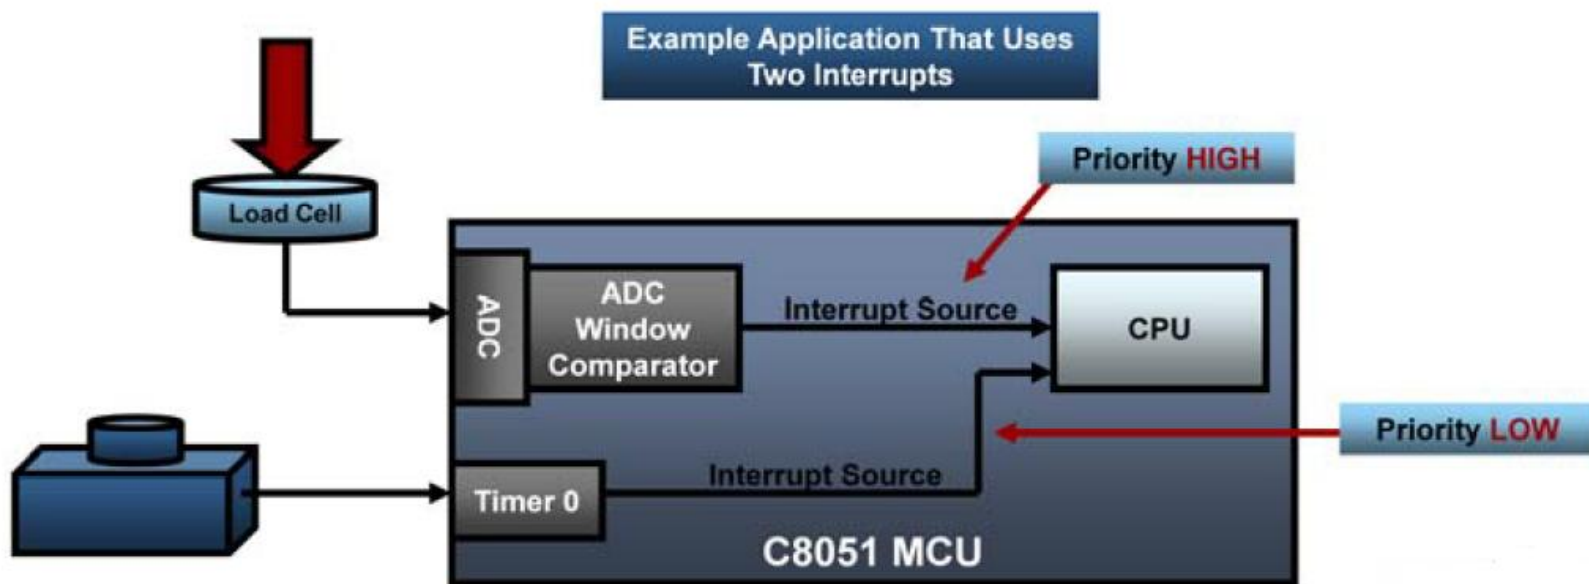 Example Application That Uses
Two Interrupts
Priority HIGH
Load Cell
ADC
ADC
Window
Comparator
Interrupt Source
CPU
Priority LOW
Interrupt Source
Timer 0
C8051 MCU